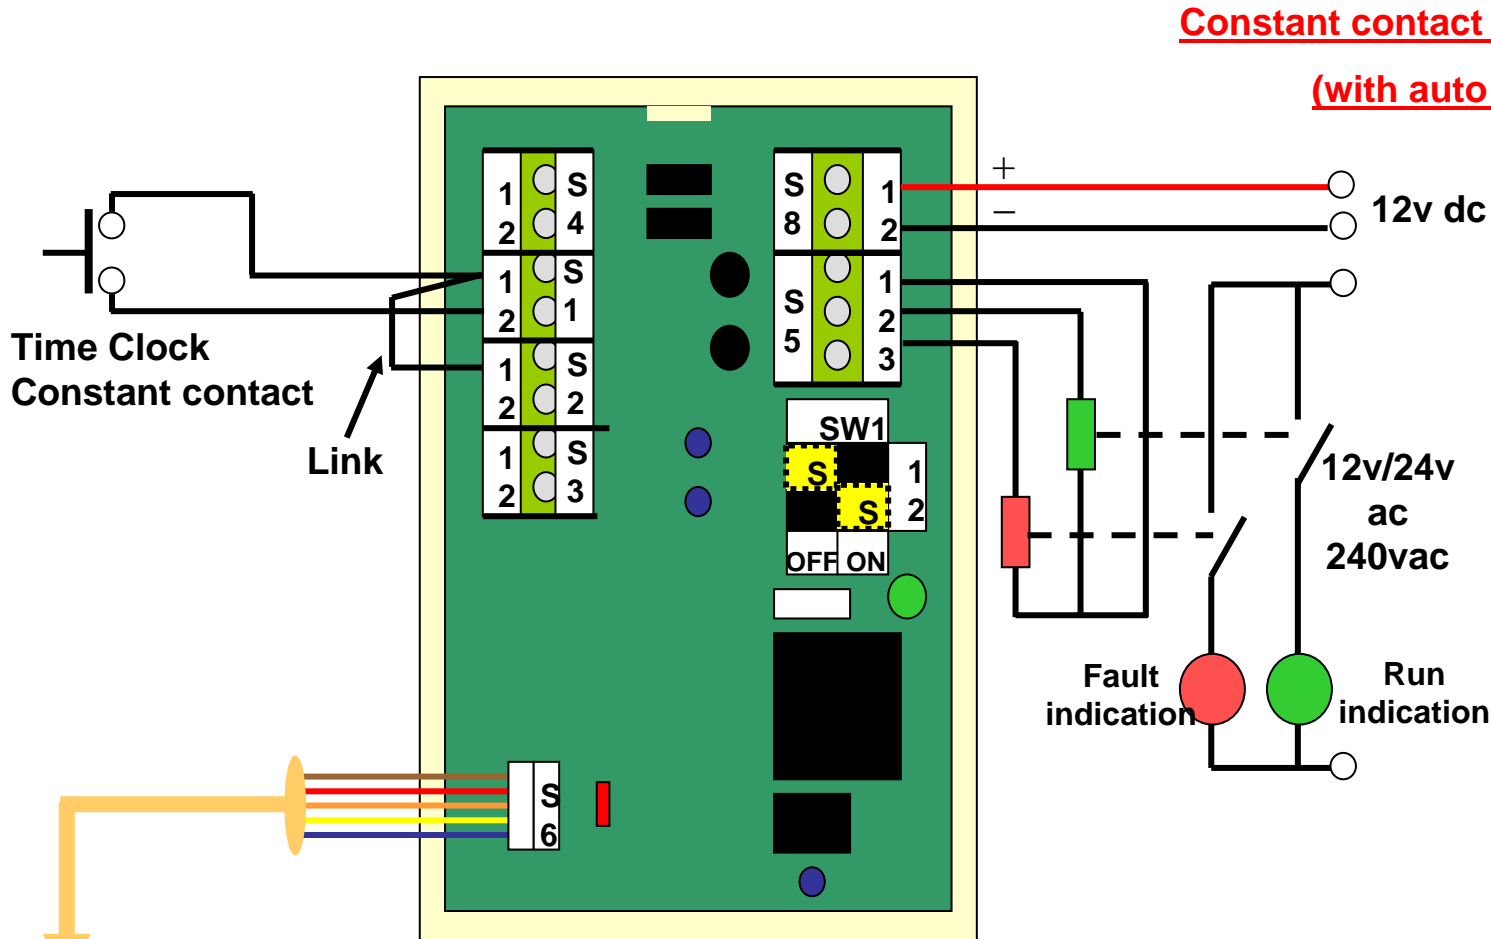 Constant contact
(with auto
+
12v dc
−
1 S
2 4
S 1
8 2
1 S
2 1
S 1
5 2
3
1 S
2 2
1 S
2 3
Time Clock
Constant contact
Link
SW1
S 1
S 2
OFF ON
12v/24v
ac
240vac
Fault
indication
Run
indication
S
6